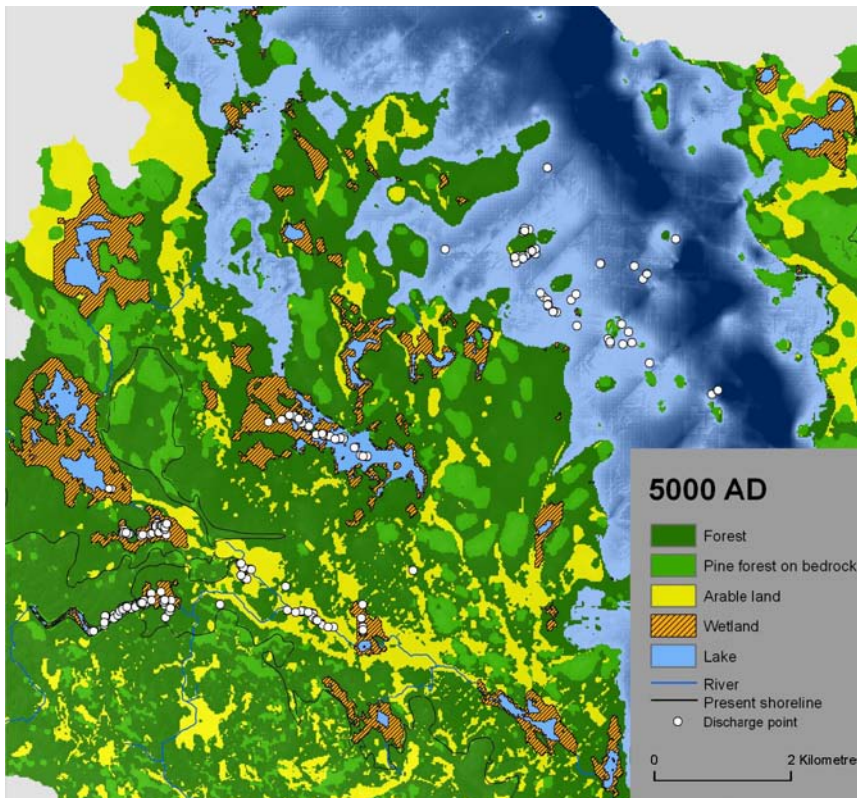 5000 AD
Forest
Pine forest on bedrock
Arable land
Wetland
Lake
River
Present shoreline
Discharge point
0 2 Kilometre